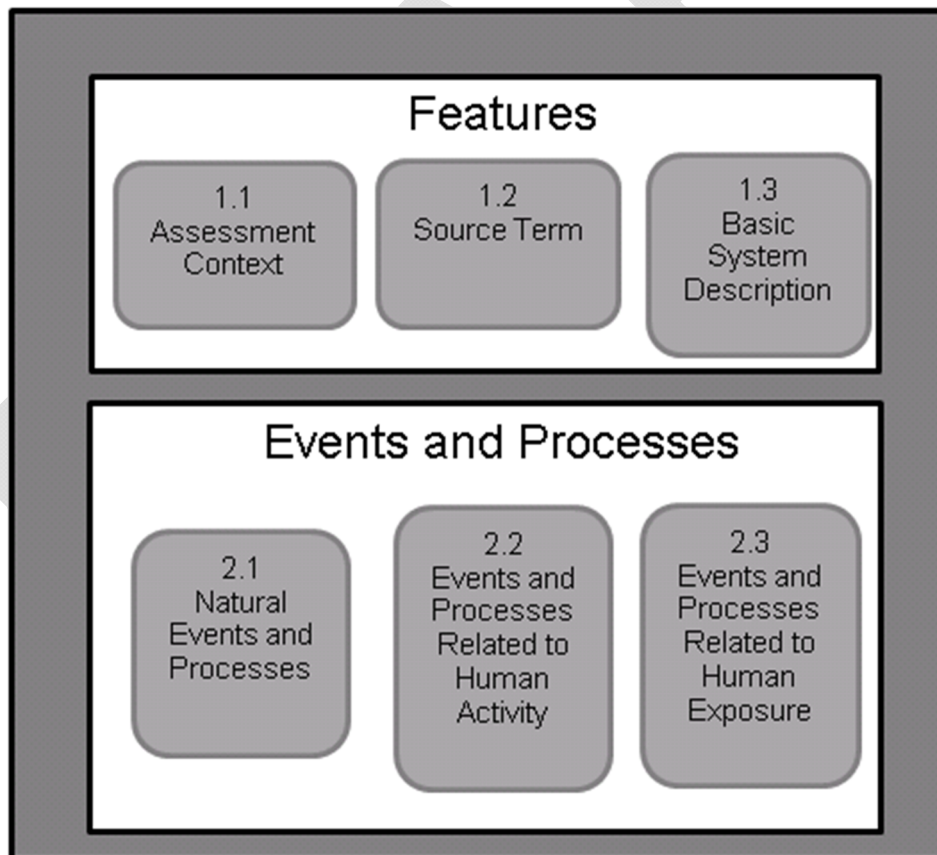 Features
1.1
Assessment
Context
1.2
Source Term
1.3
Basic
System
Description
Events and Processes
2.1
Natural
Events and
Processes
2.2
Events and
Processes
Related to
Human
Activity
2.3
Events and
Processes
Related to
Human
Exposure